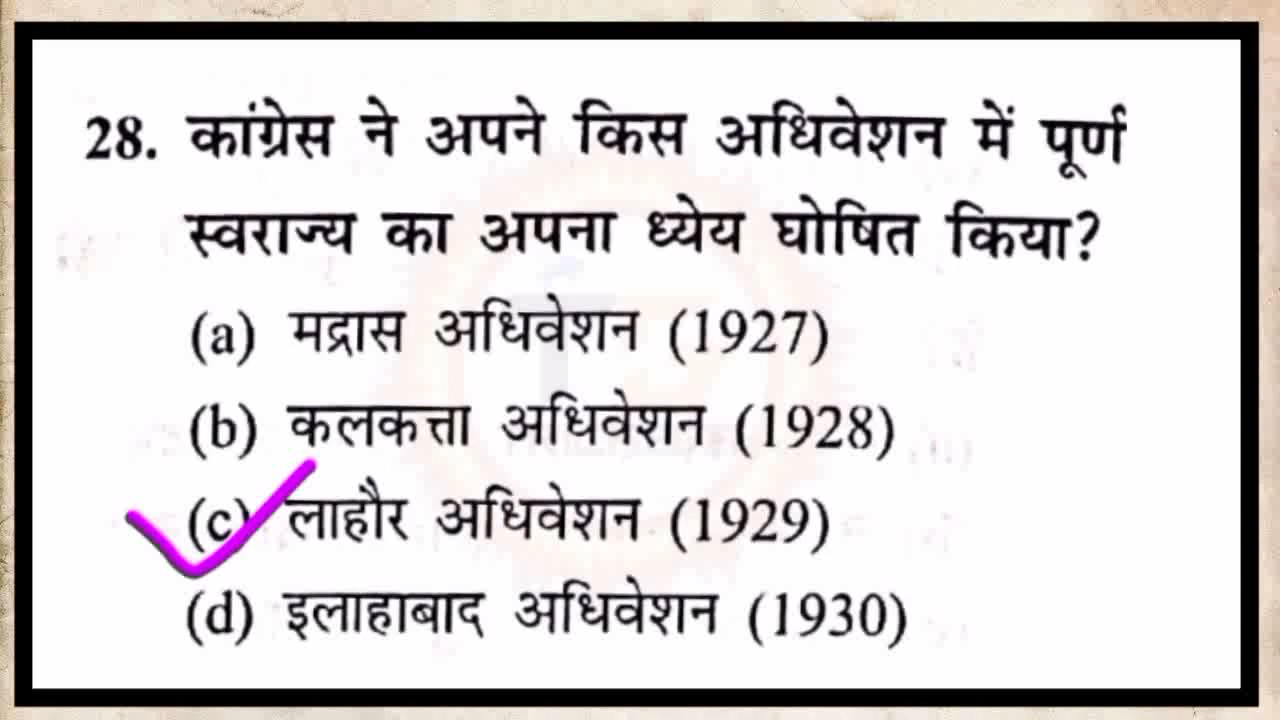 28. कांग्रेस ने अपने किस अधिवेशन में पूर्ण
स्वराज्य का अपना ध्येय घोषित किया?
(a) मद्रास अधिवेशन (1927)
(b) कलकत्ता अधिवेशन (1928)
(c) लाहौर अधिवेशन (1929)
(d) इलाहाबाद अधिवेशन (1930)